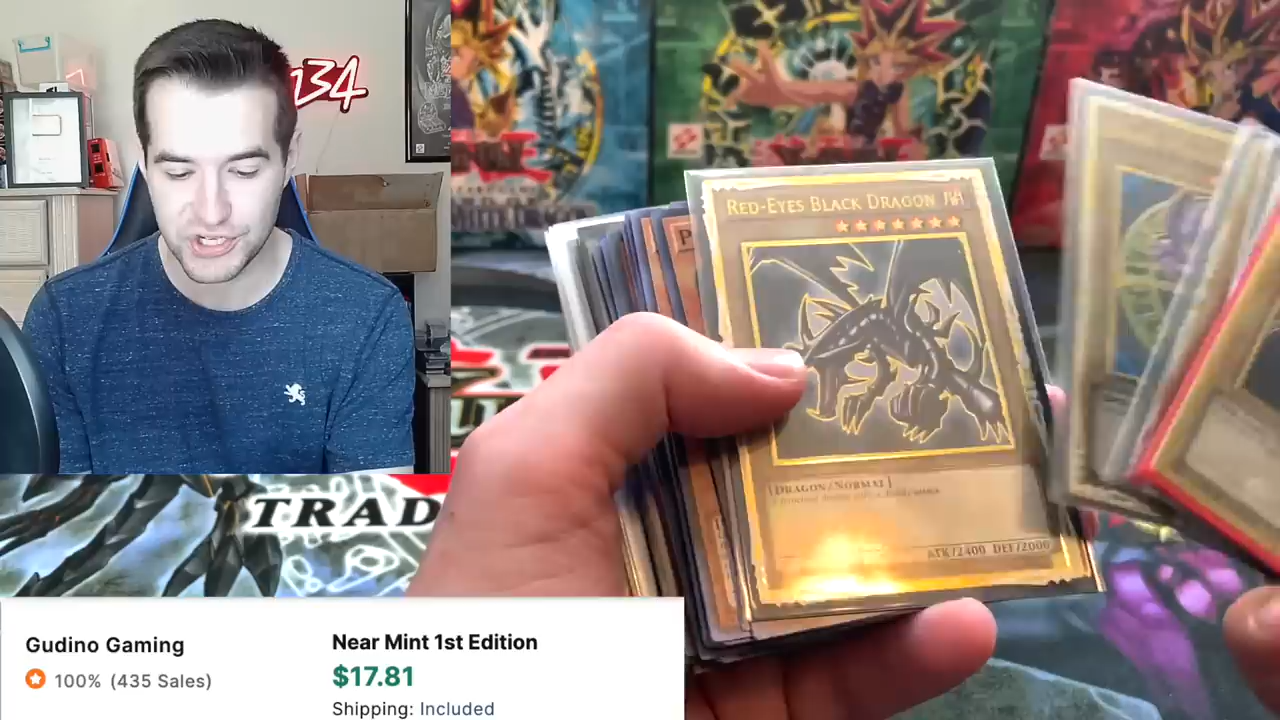 134
RED-EYES BLACK DRAGON
P
[DRAGON/NORMAL]
ATK/2400 DEF/2000
TRAD
Gudino Gaming
100% (435 Sales)
Near Mint 1st Edition
$17.81
Shipping: Included